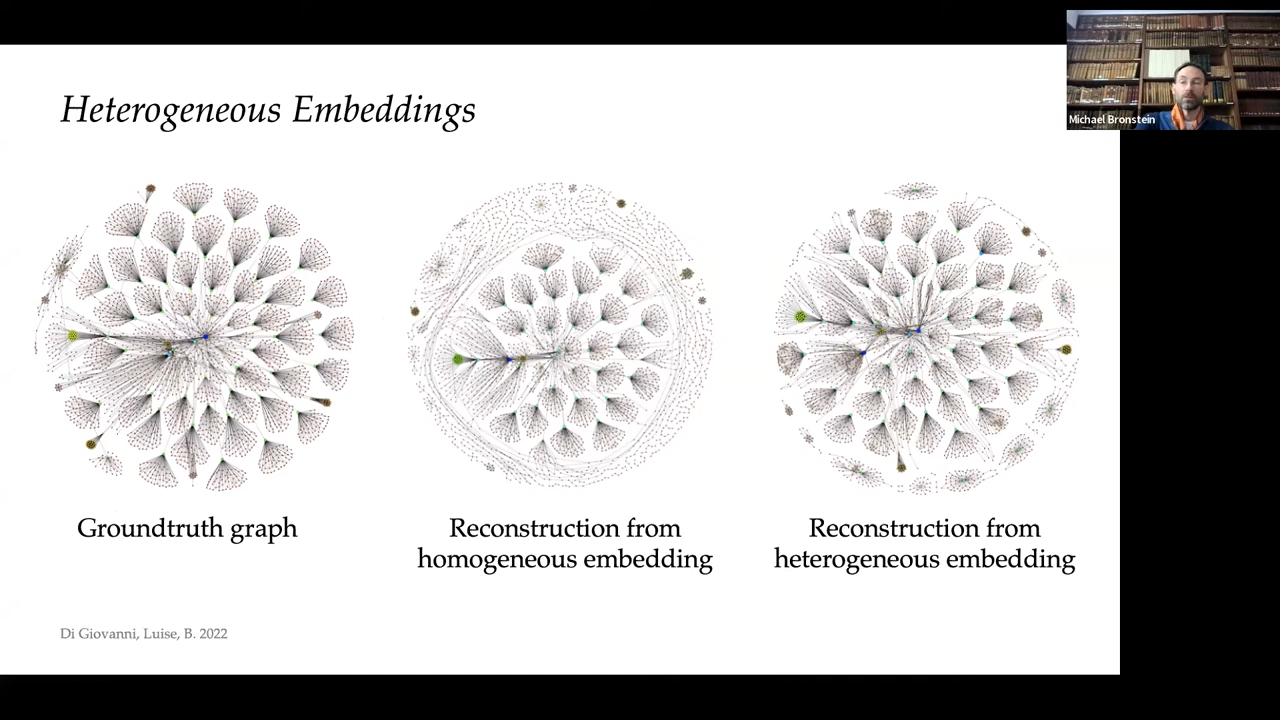 Heterogeneous Embeddings
Michael Bronstein
Groundtruth graph
Reconstruction from
homogeneous embedding
Reconstruction from
heterogeneous embedding
Di Giovanni, Luise, B. 2022